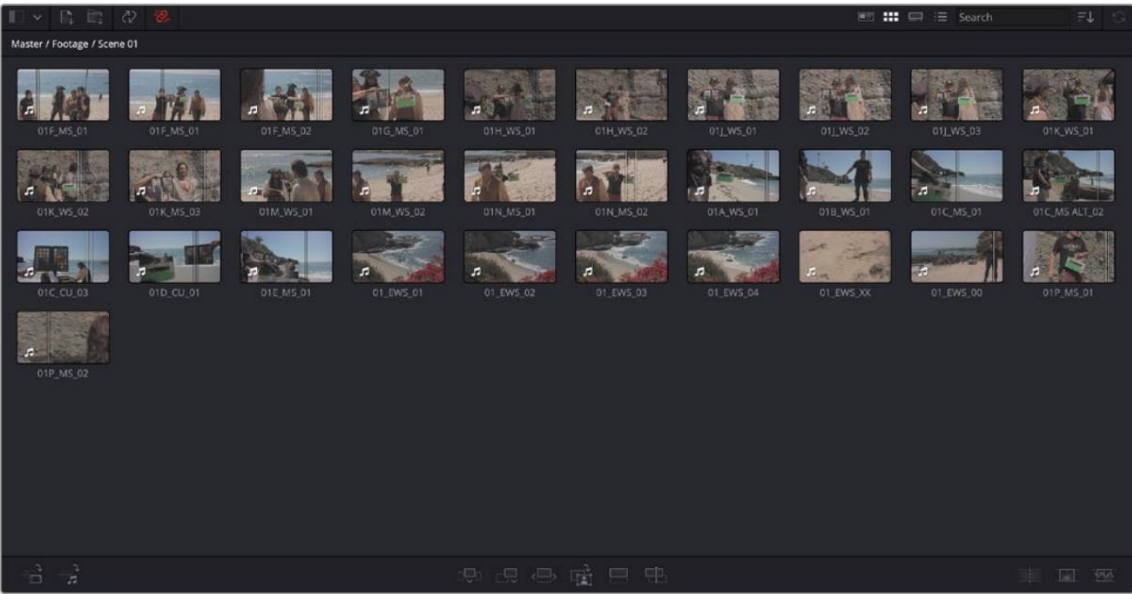 Search
Master / Footage / Scene 01
01F_MS_01 01F_MS_01 01F_MS_02 01G_MS_01 01H_WS_01 01H_WS_02 01J_WS_01 01J_WS_02 01J_WS_03 01K_WS_01
01K_WS_02 01K_MS_03 01M_WS_01 01M_WS_02 01N_MS_01 01N_MS_02 01A_WS_01 01B_WS_01 01C_MS_01 01C_MS ALT_02
01C_CU_03 01D_CU_01 01E_MS_01 01_EWS_01 01_EWS_02 01_EWS_03 01_EWS_04 01_EWS_XX 01_EWS_00 01P_MS_01
01P_MS_02